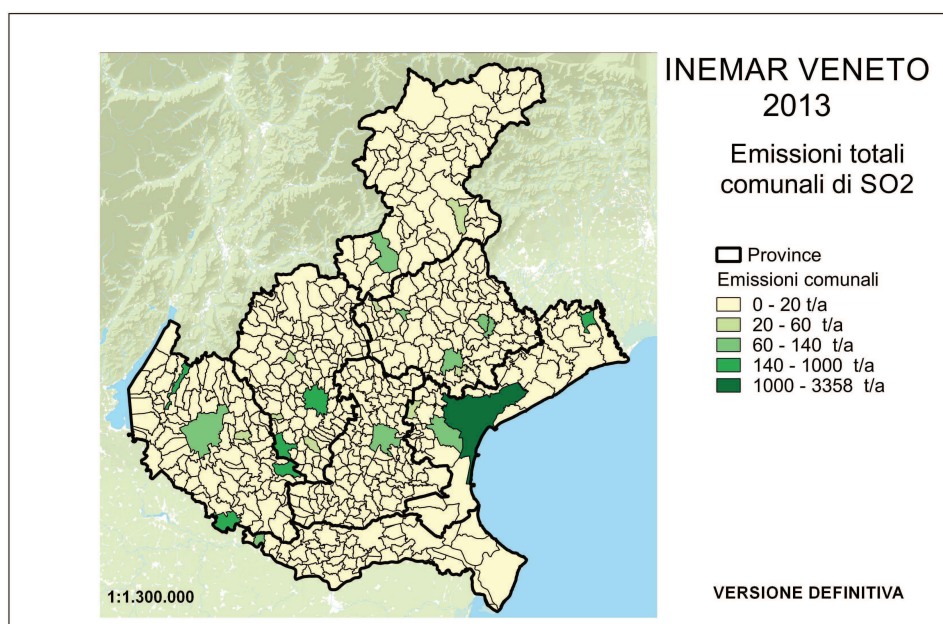 INEMAR VENETO
2013
Emissioni totali
comunali di SO2
Province
Emissioni comunali
0 - 20 t/a
20 - 60 t/a
60 - 140 t/a
140 - 1000 t/a
1000 - 3358 t/a
1:1.300.000
VERSIONE DEFINITIVA